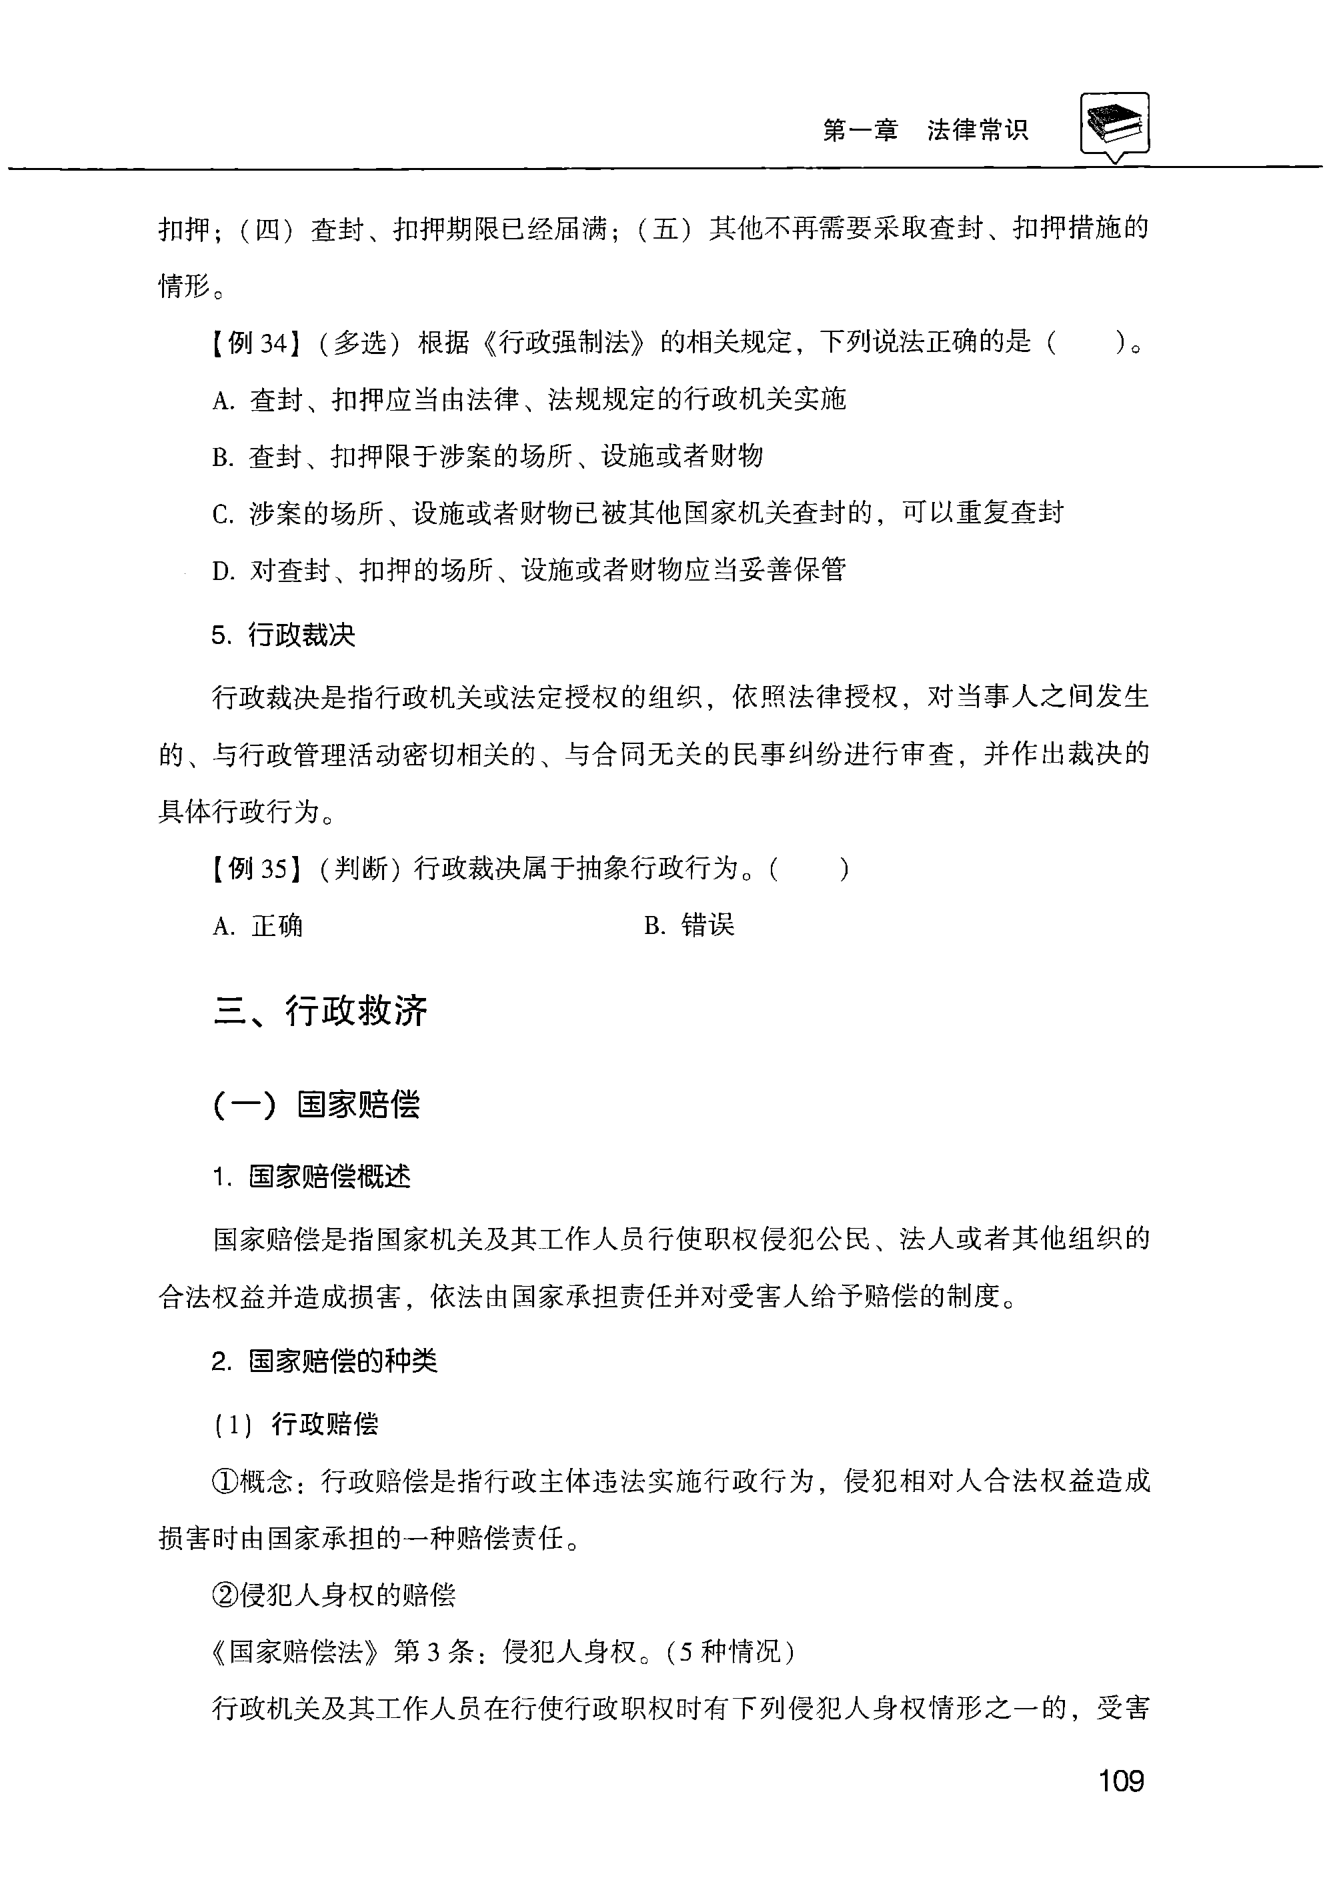 第一章 法律常识
扣押；（四）查封、扣押期限已经届满；（五）其他不再需要采取查封、扣押措施的
情形。
【例 34】（多选）根据《行政强制法》的相关规定，下列说法正确的是（　　）。
A. 查封、扣押应当由法律、法规规定的行政机关实施
B. 查封、扣押限于涉案的场所、设施或者财物
C. 涉案的场所、设施或者财物已被其他国家机关查封的，可以重复查封
D. 对查封、扣押的场所、设施或者财物应当妥善保管
5. 行政裁决
行政裁决是指行政机关或法定授权的组织，依照法律授权，对当事人之间发生
的、与行政管理活动密切相关的、与合同无关的民事纠纷进行审查，并作出裁决的
具体行政行为。
【例 35】（判断）行政裁决属于抽象行政行为。（　　）
A. 正确　　B. 错误
三、行政救济
（一）国家赔偿
1. 国家赔偿概述
国家赔偿是指国家机关及其工作人员行使职权侵犯公民、法人或者其他组织的
合法权益并造成损害，依法由国家承担责任并对受害人给予赔偿的制度。
2. 国家赔偿的种类
（1）行政赔偿
①概念：行政赔偿是指行政主体违法实施行政行为，侵犯相对人合法权益造成
损害时由国家承担的一种赔偿责任。
②侵犯人身权的赔偿
《国家赔偿法》第 3 条：侵犯人身权。（5 种情况）
行政机关及其工作人员在行使行政职权时有下列侵犯人身权情形之一的，受害
109